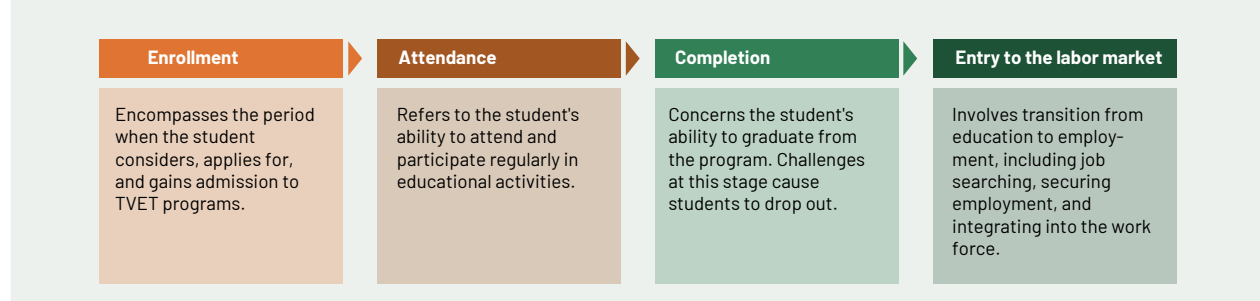 Enrollment
Encompasses the period
when the student
considers, applies for,
and gains admission to
TVET programs.
Attendance
Refers to the student's
ability to attend and
participate regularly in
educational activities.
Completion
Concerns the student's
ability to graduate from
the program. Challenges
at this stage cause
students to drop out.
Entry to the labor market
Involves transition from
education to employ-
ment, including job
searching, securing
employment, and
integrating into the work
force.